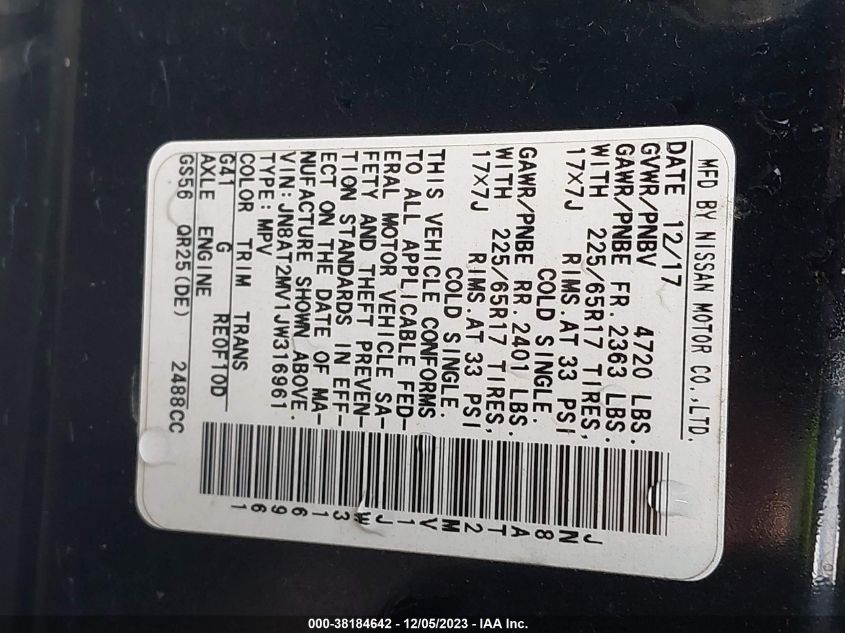 MFD BY NISSAN MOTOR CO.,LTD.
DATE 12/17
GVWR/PNBV 4720 LBS.
GAWR/PNBE FR. 2363 LBS.
WITH 225/65R17 TIRES,
17X7J RIMS.AT 33 PSI
COLD SINGLE.
GAWR/PNBE RR. 2401 LBS.
WITH 225/65R17 TIRES,
17X7J RIMS.AT 33 PSI
COLD SINGLE.
THIS VEHICLE CONFORMS
TO ALL APPLICABLE FED-
ERAL MOTOR VEHICLE SA-
FETY AND THEFT PREVEN-
TION STANDARDS IN EFF-
ECT ON THE DATE OF MA-
NUFACTURE SHOWN ABOVE.
VIN: JN8AT2MV1JW316961
TYPE: MPV
COLOR TRIM TRANS
G41 G RE0F10D
AXLE ENGINE
GS56 QR25(DE) 2488CC
JN8AT2MV1JW316961
000-38184642 - 12/05/2023 - IAA Inc.